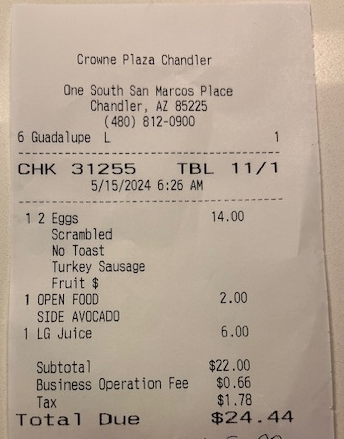 Crowne Plaza Chandler
One South San Marcos Place
Chandler, AZ 85225
(480) 812-0900
6 Guadalupe L 1
CHK 31255 TBL 11/1
5/15/2024 6:26 AM
1 2 Eggs 14.00
Scrambled
No Toast
Turkey Sausage
Fruit $
1 OPEN FOOD 2.00
SIDE AVOCADO
1 LG Juice 6.00
Subtotal $22.00
Business Operation Fee $0.66
Tax $1.78
Total Due $24.44